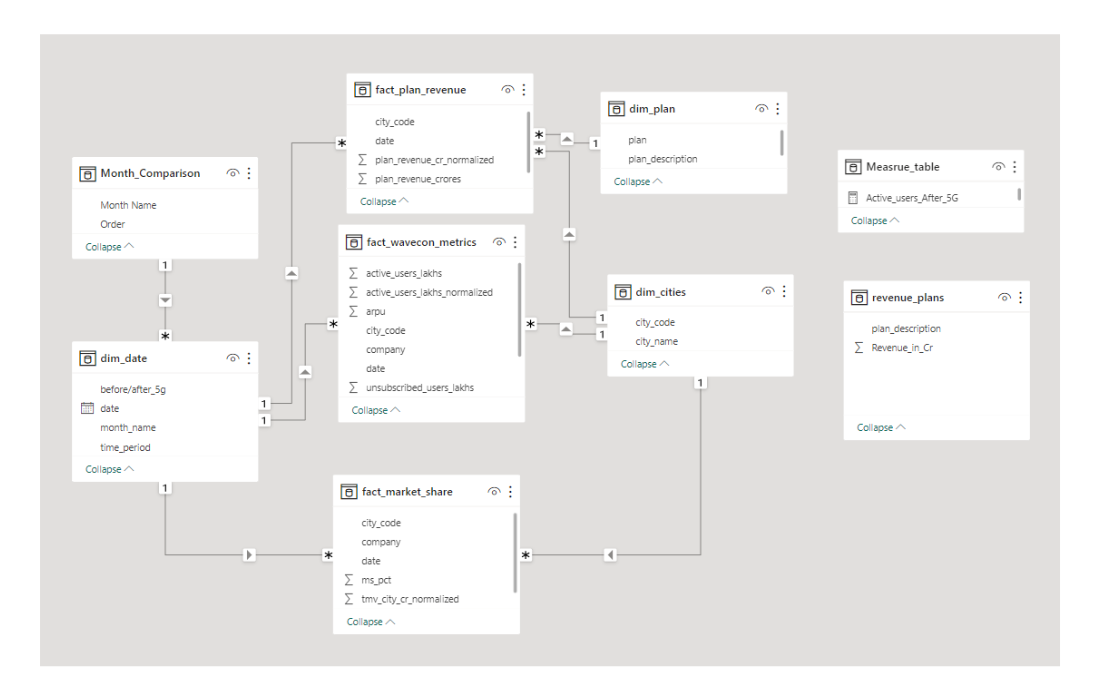 fact_plan_revenue
city_code
date
plan_revenue_cr_normalized
plan_revenue_crores
Collapse
dim_plan
plan
plan_description
Collapse
Month_Comparison
Month Name
Order
Collapse
Measrue_table
Active_users_After_5G
Collapse
fact_wavecon_metrics
active_users_lakhs
active_users_lakhs_normalized
arpu
city_code
company
date
unsubscribed_users_lakhs
Collapse
dim_cities
city_code
city_name
Collapse
revenue_plans
plan_description
Revenue_in_Cr
Collapse
dim_date
before/after_5g
date
month_name
time_period
Collapse
fact_market_share
city_code
company
date
ms_pct
tmv_city_cr_normalized
Collapse
*
*
1
*
1
*
*
*
1
1
*
1
1
1
1
*
*